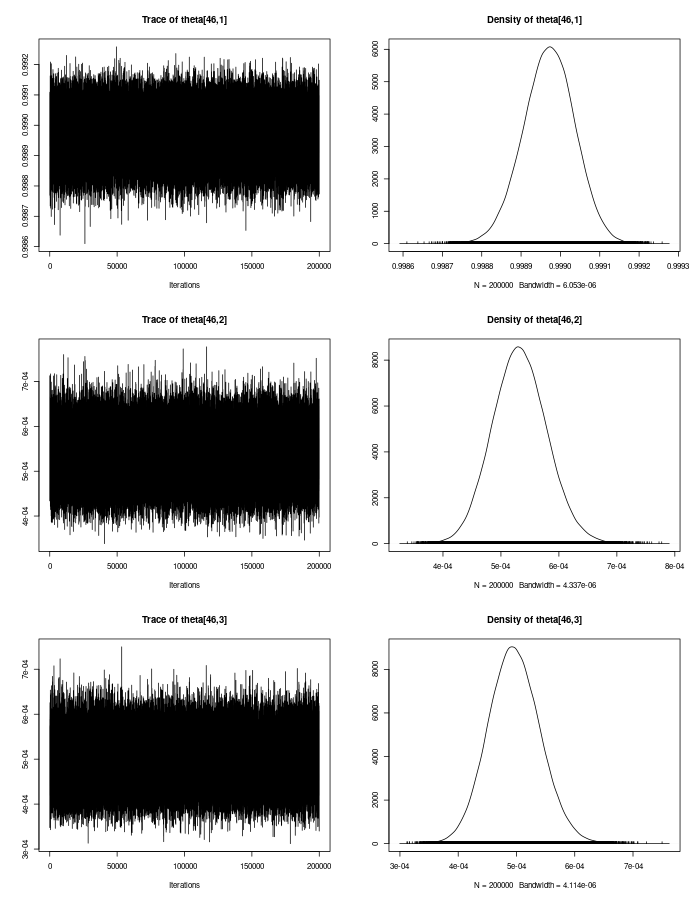 Trace of theta[46,1]
0.9986 0.9987 0.9988 0.9989 0.9990 0.9991 0.9992
0 50000 100000 150000 200000
Iterations
Density of theta[46,1]
0 1000 2000 3000 4000 5000 6000
0.9986 0.9987 0.9988 0.9989 0.9990 0.9991 0.9992 0.9993
N = 200000 Bandwidth = 6.053e-06
Trace of theta[46,2]
4e-04 5e-04 6e-04 7e-04
0 50000 100000 150000 200000
Iterations
Density of theta[46,2]
0 2000 4000 6000 8000
4e-04 5e-04 6e-04 7e-04 8e-04
N = 200000 Bandwidth = 4.337e-06
Trace of theta[46,3]
3e-04 4e-04 5e-04 6e-04 7e-04
0 50000 100000 150000 200000
Iterations
Density of theta[46,3]
0 2000 4000 6000 8000
3e-04 4e-04 5e-04 6e-04 7e-04
N = 200000 Bandwidth = 4.114e-06